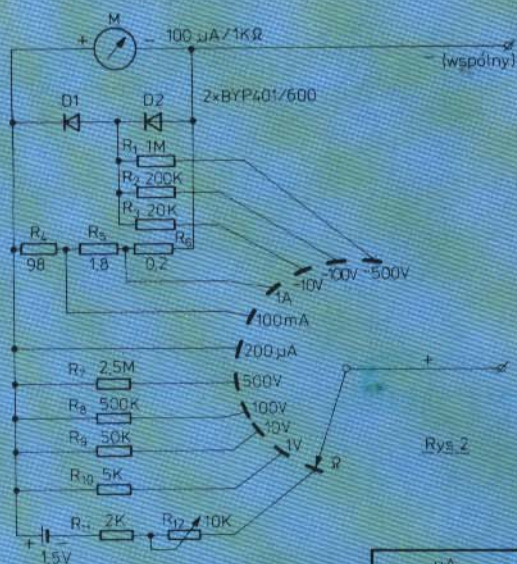 M
+ − 100 µA/1KΩ
− (wspólny)
D1 D2 2xBYP401/600
R₁ 1M
R₂ 200K
R₃ 20K
R₄ R₅ R₆
98 1,8 0,2
~500V
~100V
~10V
1A
100mA
200µA
+
R₇ 2,5M 500V
R₈ 500K 100V
R₉ 50K 10V
Rys 2
R₁₀ 5K 1V
Ω
R₁₁ 2K R₁₂ 10K
+ −
1,5V
µA